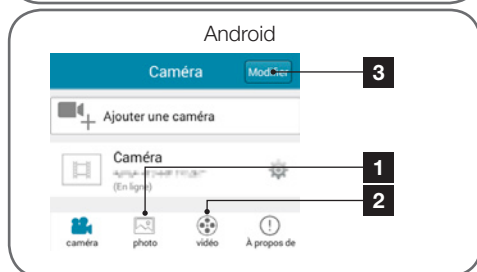 Android
Caméra Modifier 3
Ajouter une caméra
Caméra
(En ligne)
1
2
caméra photo vidéo À propos de